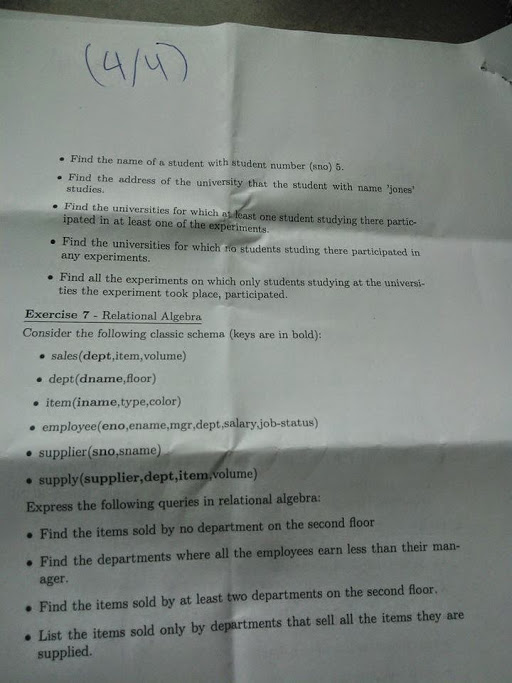 (4/4)
• Find the name of a student with student number (sno) 5.
• Find the address of the university that the student with name 'jones'
studies.
• Find the universities for which at least one student studying there partic-
ipated in at least one of the experiments.
• Find the universities for which no students studing there participated in
any experiments.
• Find all the experiments on which only students studying at the universi-
ties the experiment took place, participated.
Exercise 7 - Relational Algebra
Consider the following classic schema (keys are in bold):
• sales(dept,item,volume)
• dept(dname,floor)
• item(iname,type,color)
• employee(eno,ename,mgr,dept,salary,job-status)
• supplier(sno,sname)
• supply(supplier,dept,item,volume)
Express the following queries in relational algebra:
• Find the items sold by no department on the second floor
• Find the departments where all the employees earn less than their man-
ager.
• Find the items sold by at least two departments on the second floor.
• List the items sold only by departments that sell all the items they are
supplied.